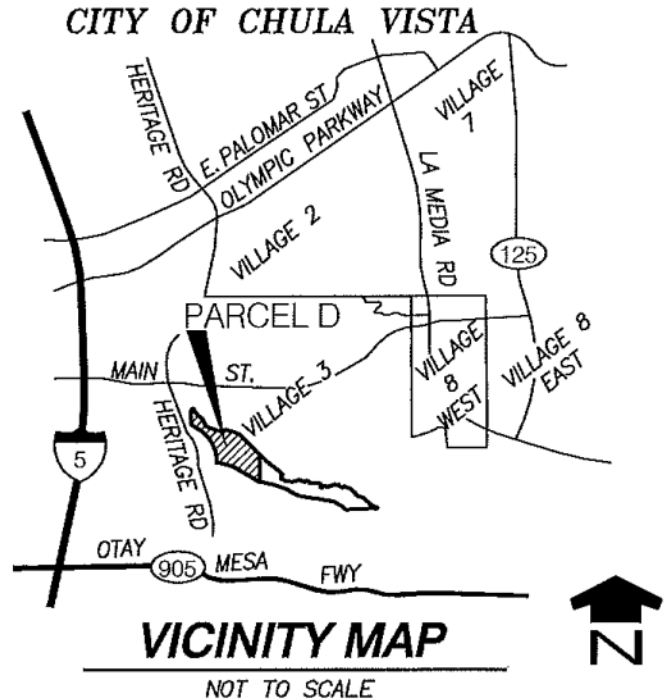 CITY OF CHULA VISTA
HERITAGE RD
E. PALOMAR ST.
OLYMPIC PARKWAY
VILLAGE
7
LA MEDIA RD
VILLAGE 2
125
PARCEL D
MAIN ST.
VILLAGE 3
VILLAGE
8
WEST
VILLAGE 8
EAST
HERITAGE RD
5
OTAY
905
MESA
FWY
N
VICINITY MAP
NOT TO SCALE